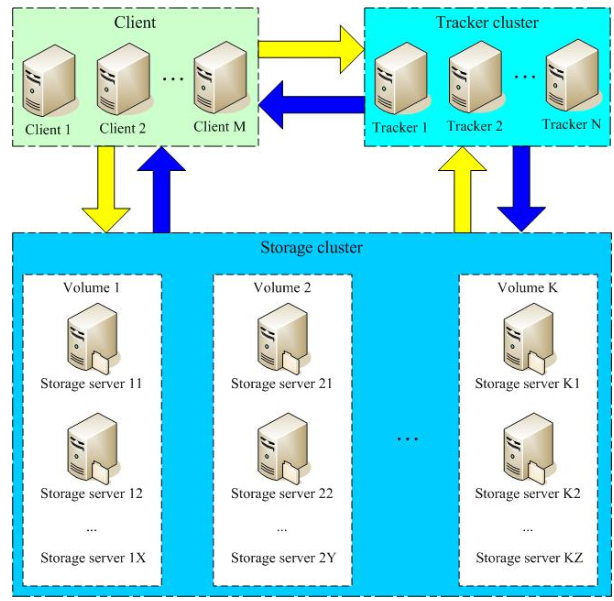 Client
Tracker cluster
...
...
Client 1
Client 2
Client M
Tracker 1
Tracker 2
Tracker N
Storage cluster
Volume 1
Volume 2
Volume K
Storage server 11
Storage server 21
Storage server K1
...
Storage server 12
Storage server 22
Storage server K2
...
...
...
Storage server 1X
Storage server 2Y
Storage server KZ